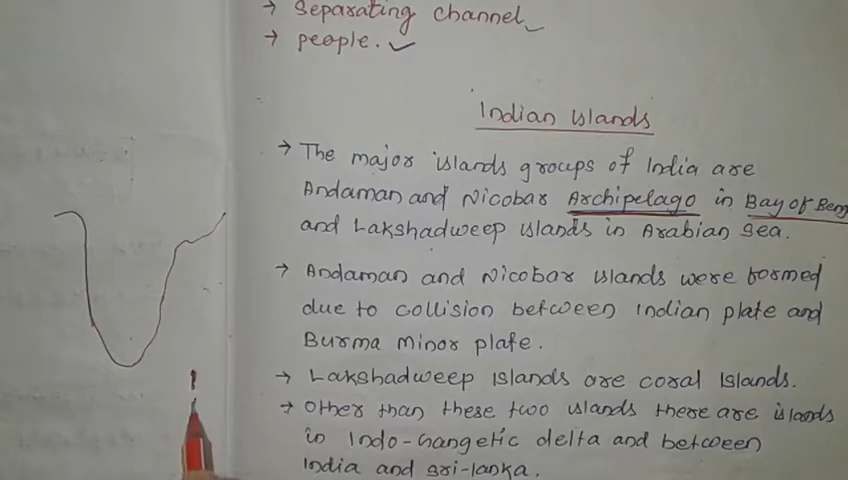 → Separating channel
→ people.
Indian islands
→ The major islands groups of India are
Andaman and Nicobar Archipelago in Bay of Beng
and Lakshadweep islands in Arabian sea.
→ Andaman and Nicobar islands were formed
due to collision between indian plate and
Burma minor plate.
→ Lakshadweep Islands are coral Islands.
→ Other than these two islands there are islands
in Indo-Gangetic delta and between
India and sri-lanka.